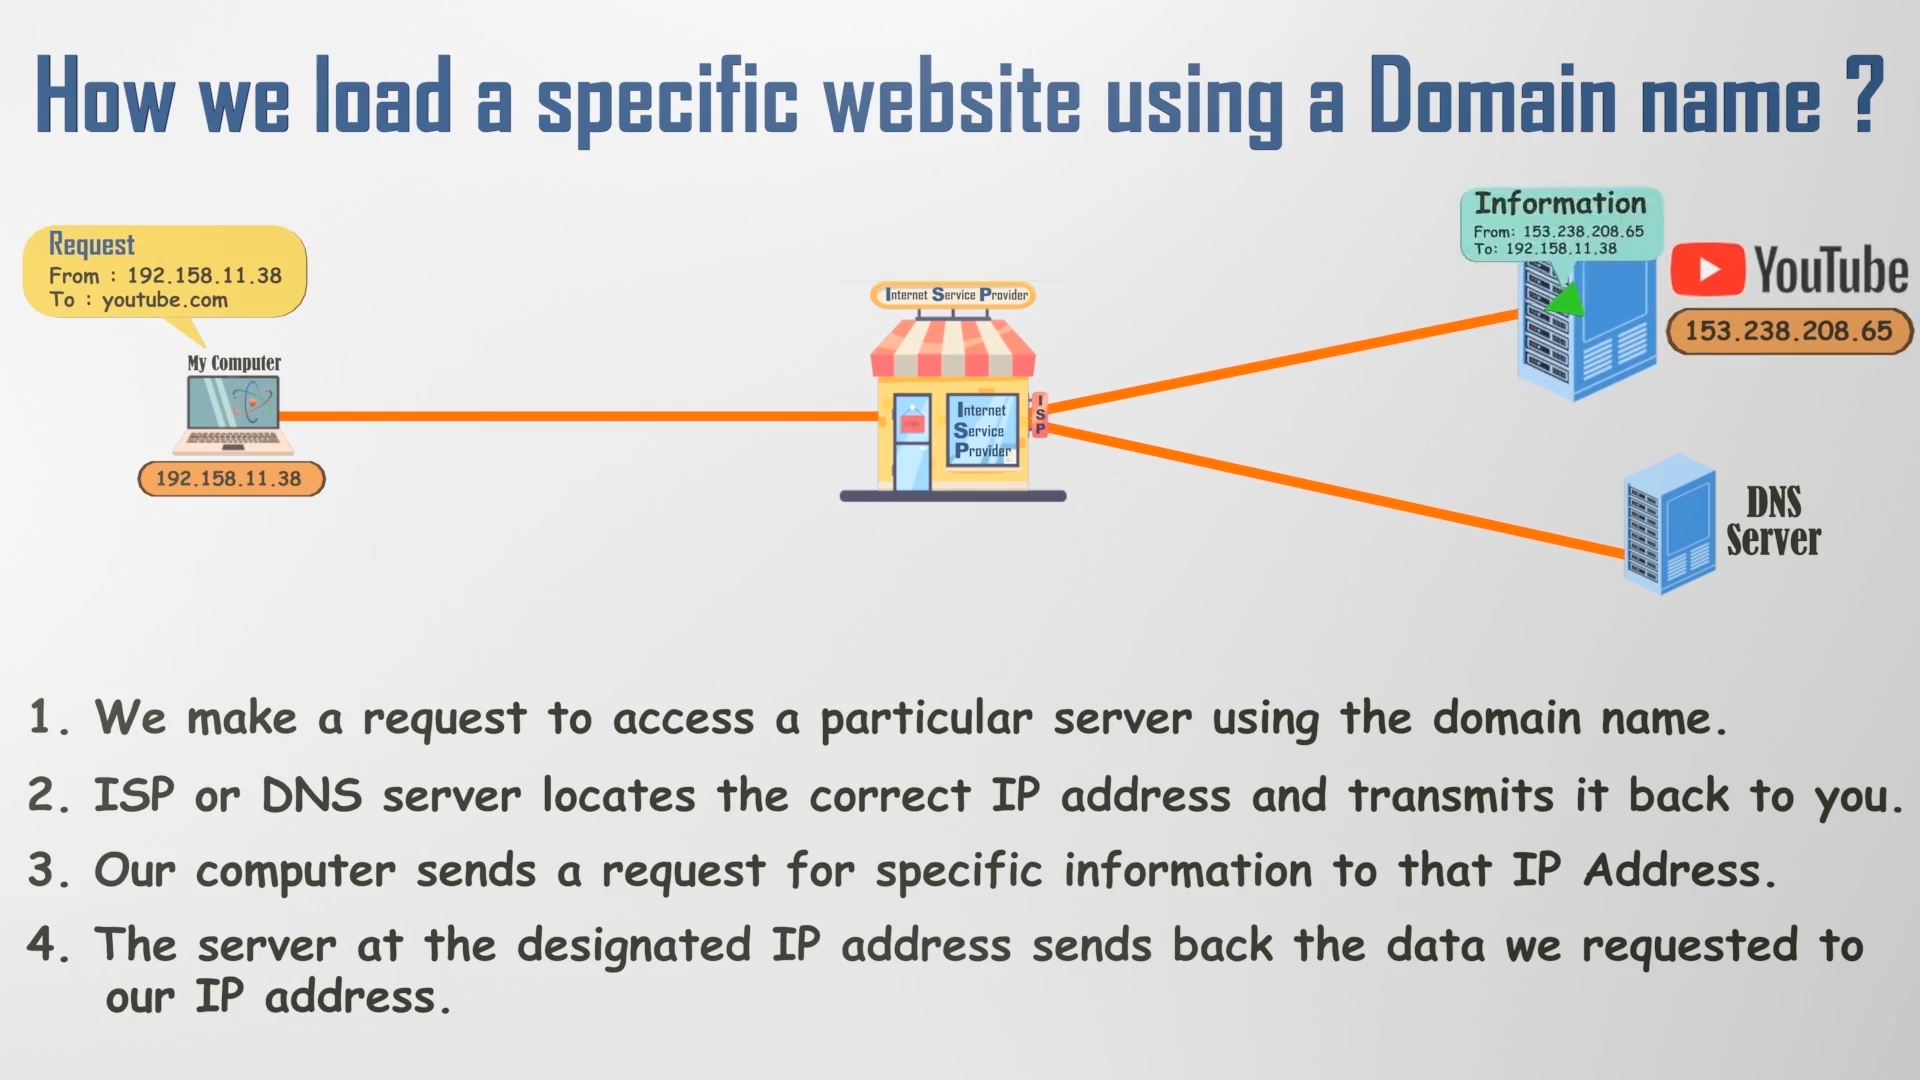 How we load a specific website using a Domain name ?
Request
From : 192.158.11.38
To : youtube.com
My Computer
192.158.11.38
Internet Service Provider
Internet
Service
Provider
ISP
Information
From: 153.238.208.65
To: 192.158.11.38
YouTube
153.238.208.65
DNS
Server
1. We make a request to access a particular server using the domain name.
2. ISP or DNS server locates the correct IP address and transmits it back to you.
3. Our computer sends a request for specific information to that IP Address.
4. The server at the designated IP address sends back the data we requested to
our IP address.